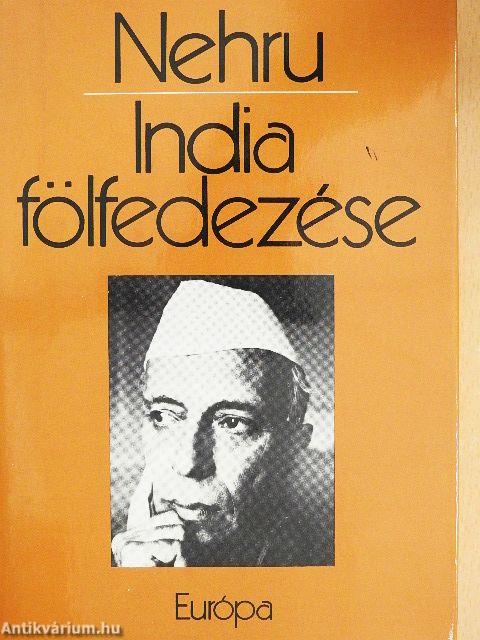 Nehru
India
fölfedezése
Európa
Antikvárium.hu